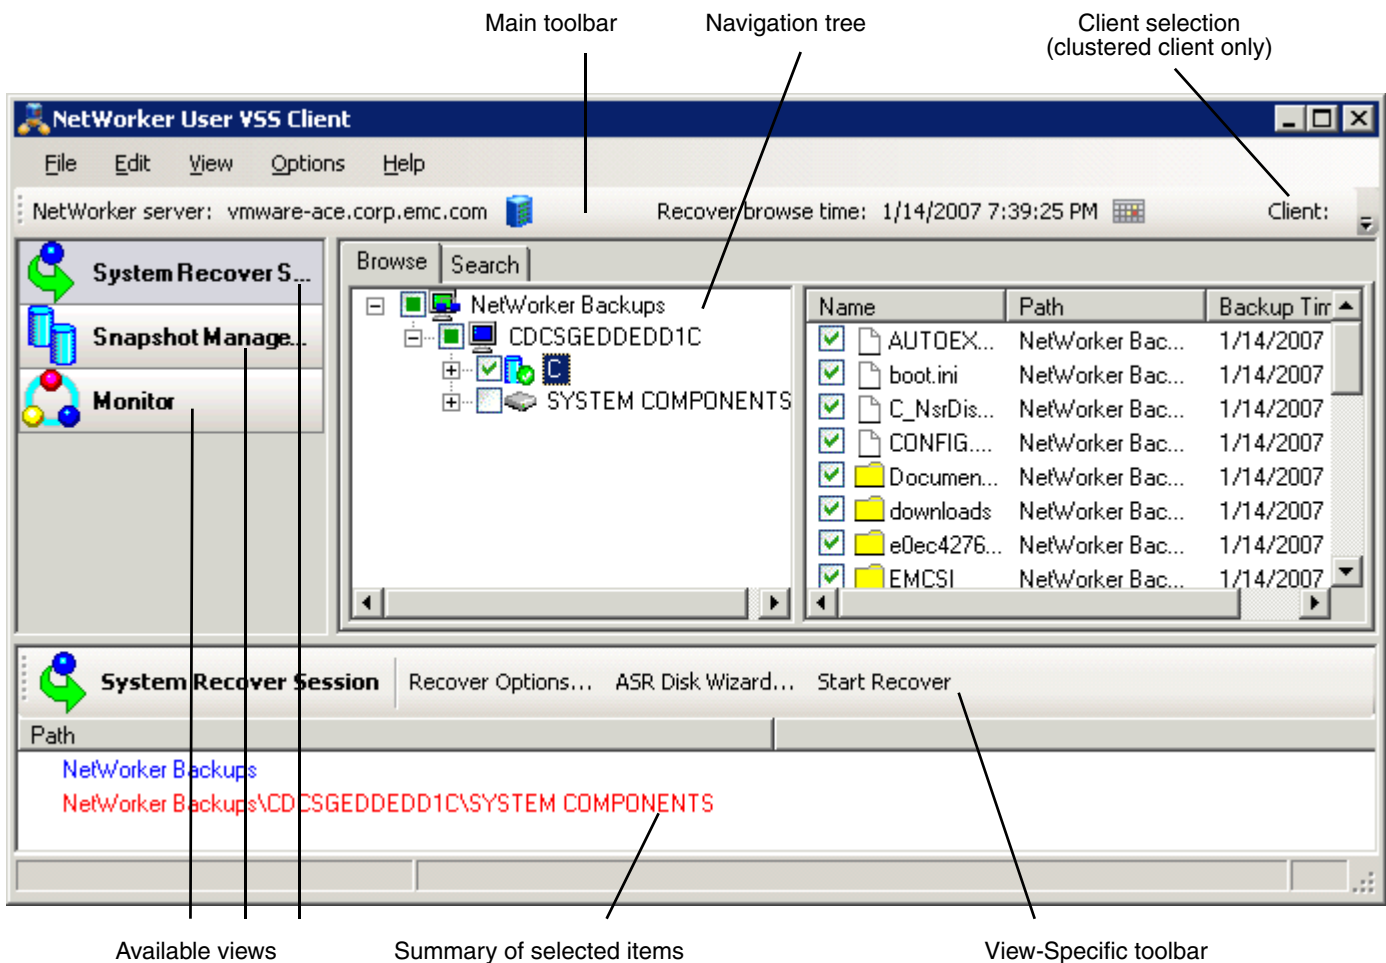 Main toolbar
Navigation tree
Client selection
(clustered client only)
NetWorker User VSS Client
File Edit View Options Help
NetWorker server: vmware-ace.corp.emc.com Recover browse time: 1/14/2007 7:39:25 PM Client:
System Recover S...
Snapshot Manage...
Monitor
Browse Search
NetWorker Backups
CDCSGEDDEDD1C
C
SYSTEM COMPONENTS
Name Path Backup Tim
AUTOEX... NetWorker Bac... 1/14/2007
boot.ini NetWorker Bac... 1/14/2007
C_NsrDis... NetWorker Bac... 1/14/2007
CONFIG.... NetWorker Bac... 1/14/2007
Documen... NetWorker Bac... 1/14/2007
downloads NetWorker Bac... 1/14/2007
e0ec4276... NetWorker Bac... 1/14/2007
EMCSI NetWorker Bac... 1/14/2007
System Recover Session Recover Options... ASR Disk Wizard... Start Recover
Path
NetWorker Backups
NetWorker Backups\CDCSGEDDEDD1C\SYSTEM COMPONENTS
Available views
Summary of selected items
View-Specific toolbar